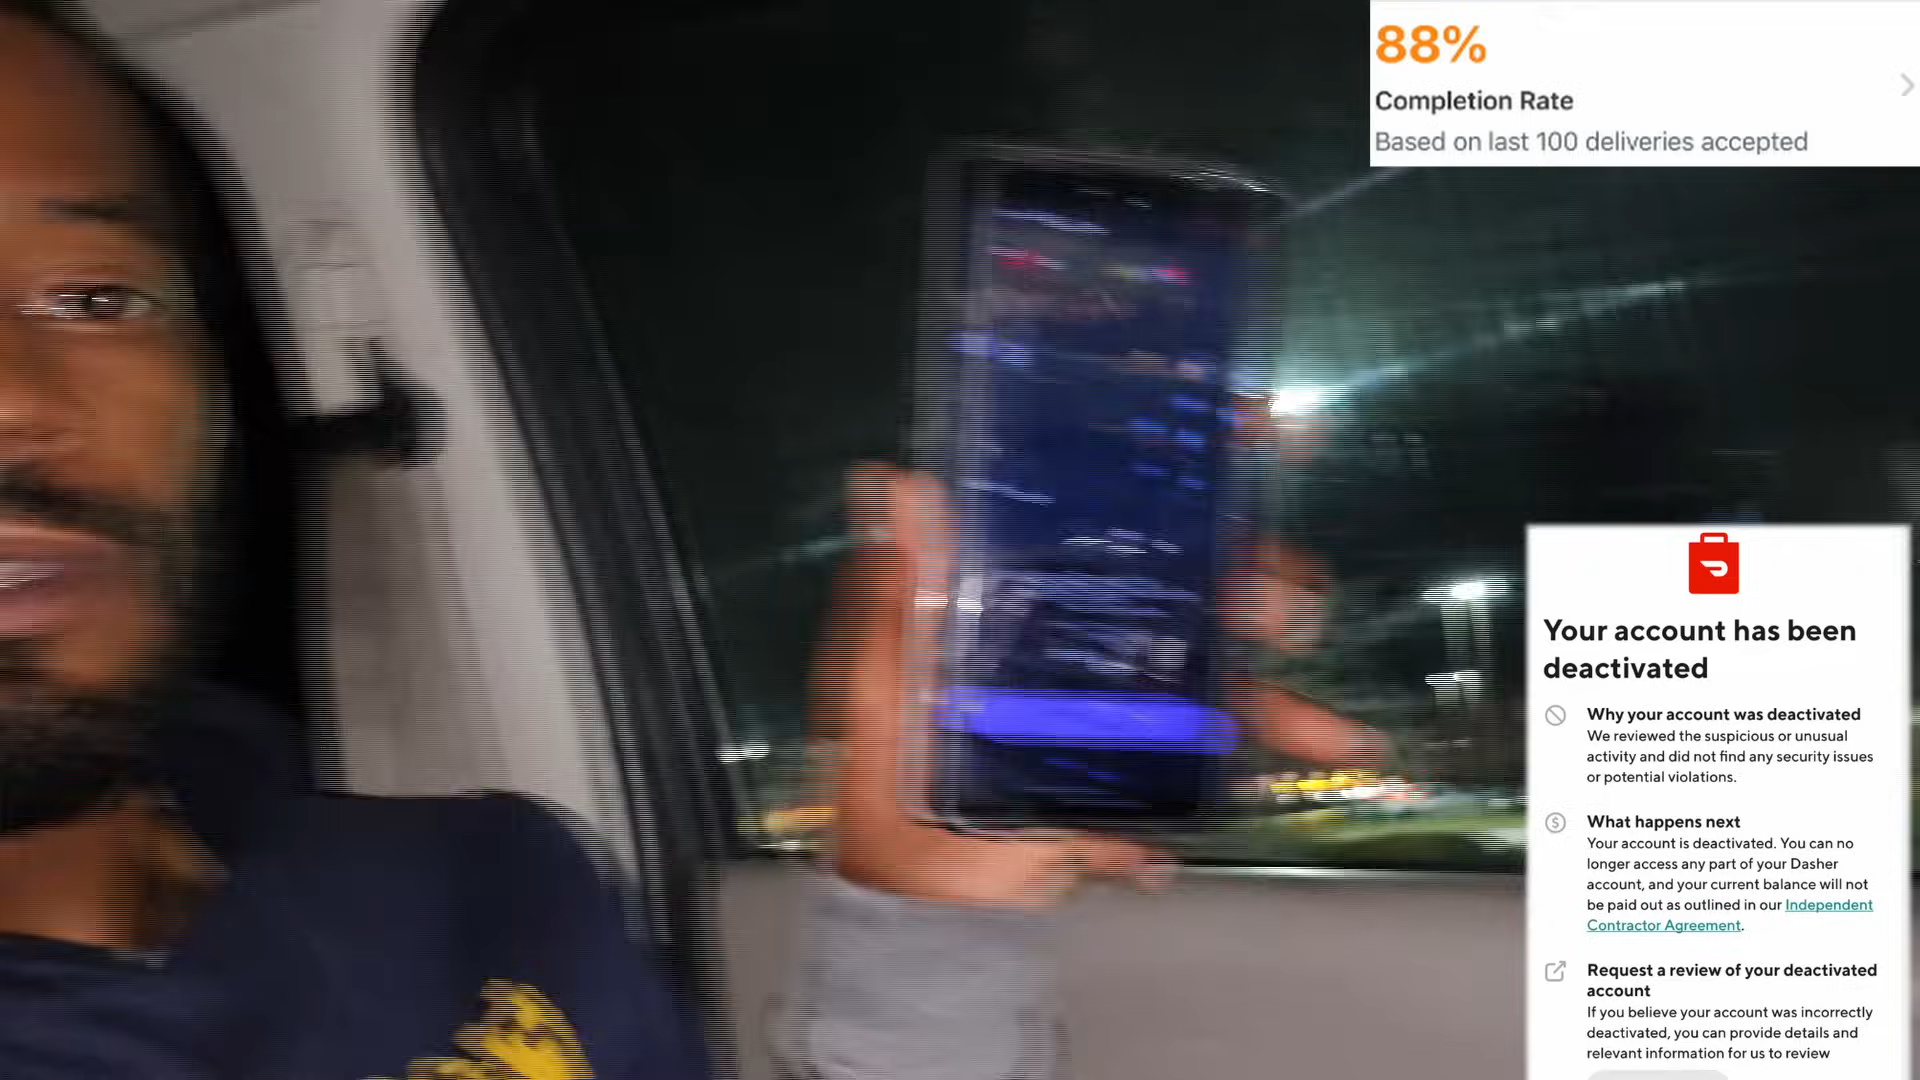 88%
Completion Rate
Based on last 100 deliveries accepted
Your account has been
deactivated
Why your account was deactivated
We reviewed the suspicious or unusual
activity and did not find any security issues
or potential violations.
What happens next
Your account is deactivated. You can no
longer access any part of your Dasher
account, and your current balance will not
be paid out as outlined in our Independent
Contractor Agreement.
Request a review of your deactivated
account
If you believe your account was incorrectly
deactivated, you can provide details and
relevant information for us to review